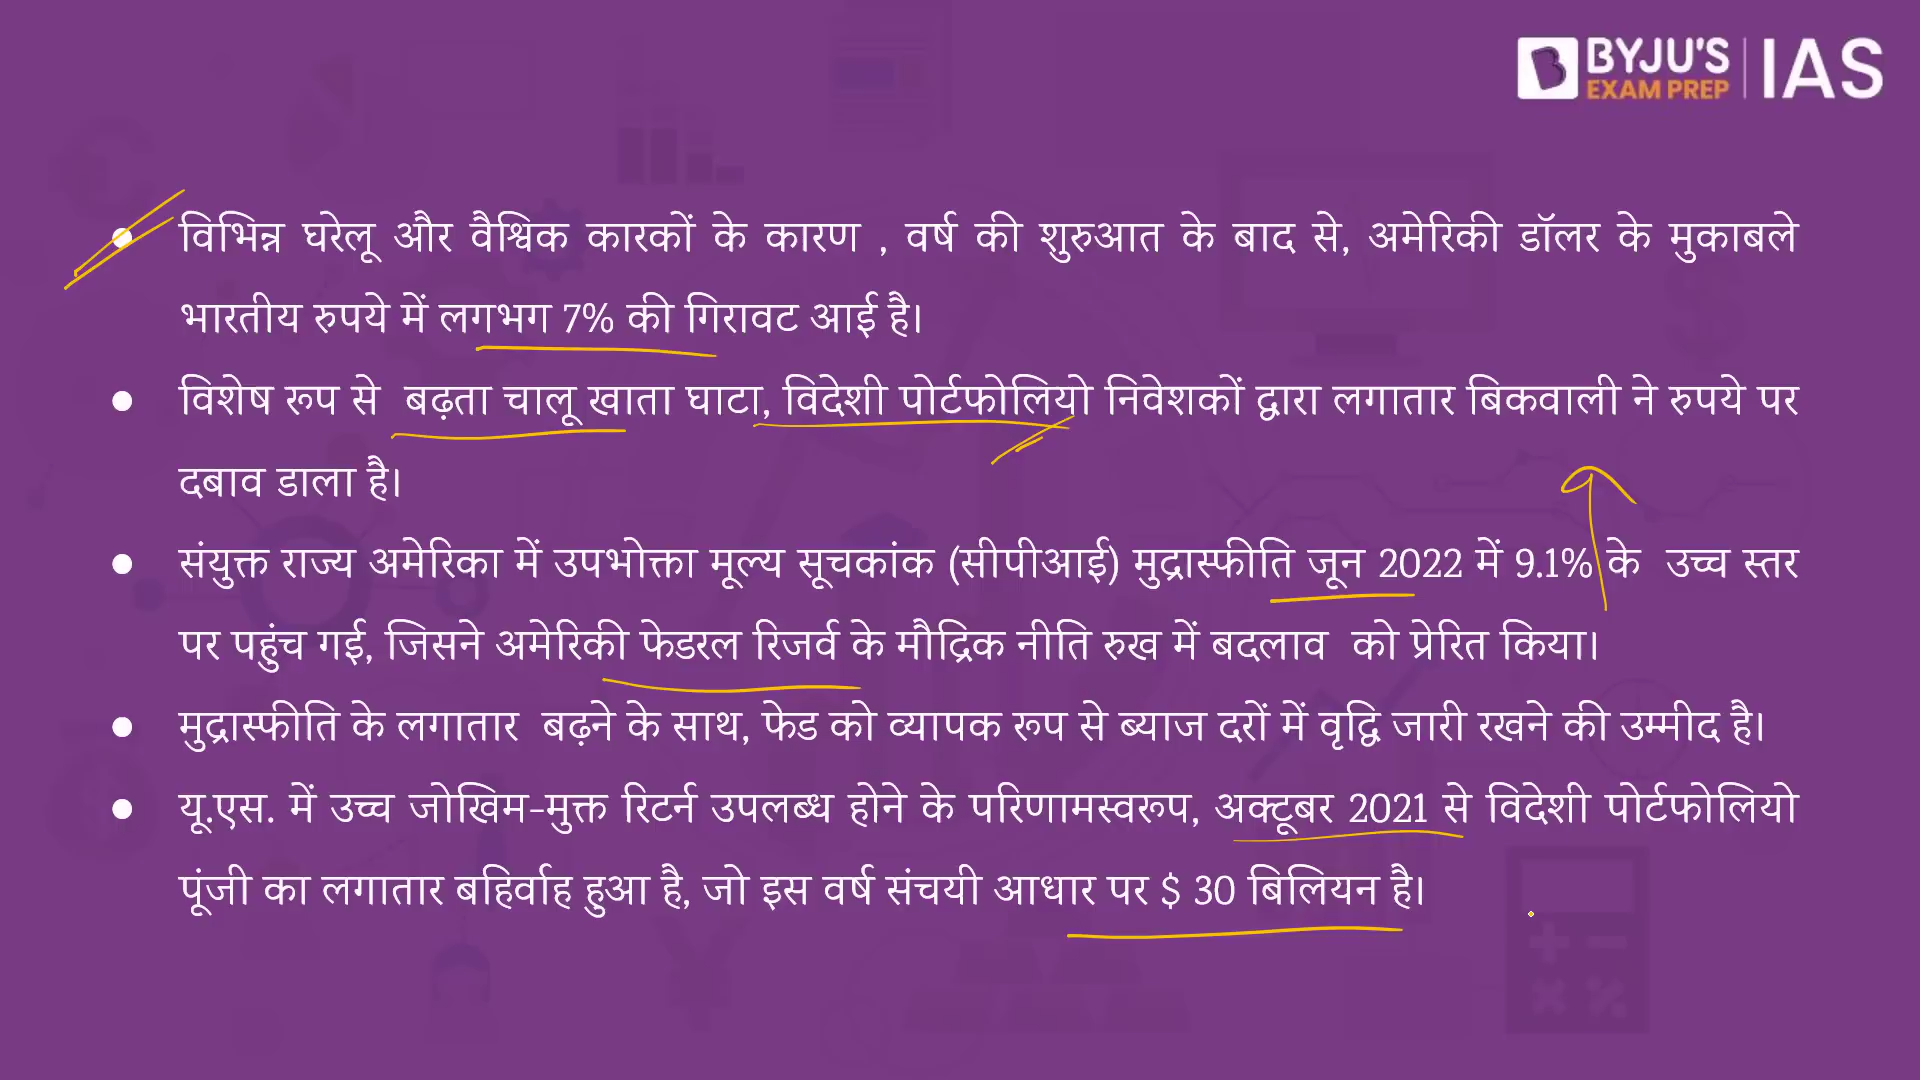 BYJU'S
EXAM PREP
IAS
● विभिन्न घरेलू और वैश्विक कारकों के कारण , वर्ष की शुरुआत के बाद से, अमेरिकी डॉलर के मुकाबले
भारतीय रुपये में लगभग 7% की गिरावट आई है।
● विशेष रूप से बढ़ता चालू खाता घाटा, विदेशी पोर्टफोलियो निवेशकों द्वारा लगातार बिकवाली ने रुपये पर
दबाव डाला है।
● संयुक्त राज्य अमेरिका में उपभोक्ता मूल्य सूचकांक (सीपीआई) मुद्रास्फीति जून 2022 में 9.1% के उच्च स्तर
पर पहुंच गई, जिसने अमेरिकी फेडरल रिजर्व के मौद्रिक नीति रुख में बदलाव को प्रेरित किया।
● मुद्रास्फीति के लगातार बढ़ने के साथ, फेड को व्यापक रूप से ब्याज दरों में वृद्धि जारी रखने की उम्मीद है।
● यू.एस. में उच्च जोखिम-मुक्त रिटर्न उपलब्ध होने के परिणामस्वरूप, अक्टूबर 2021 से विदेशी पोर्टफोलियो
पूंजी का लगातार बहिर्वाह हुआ है, जो इस वर्ष संचयी आधार पर $ 30 बिलियन है।